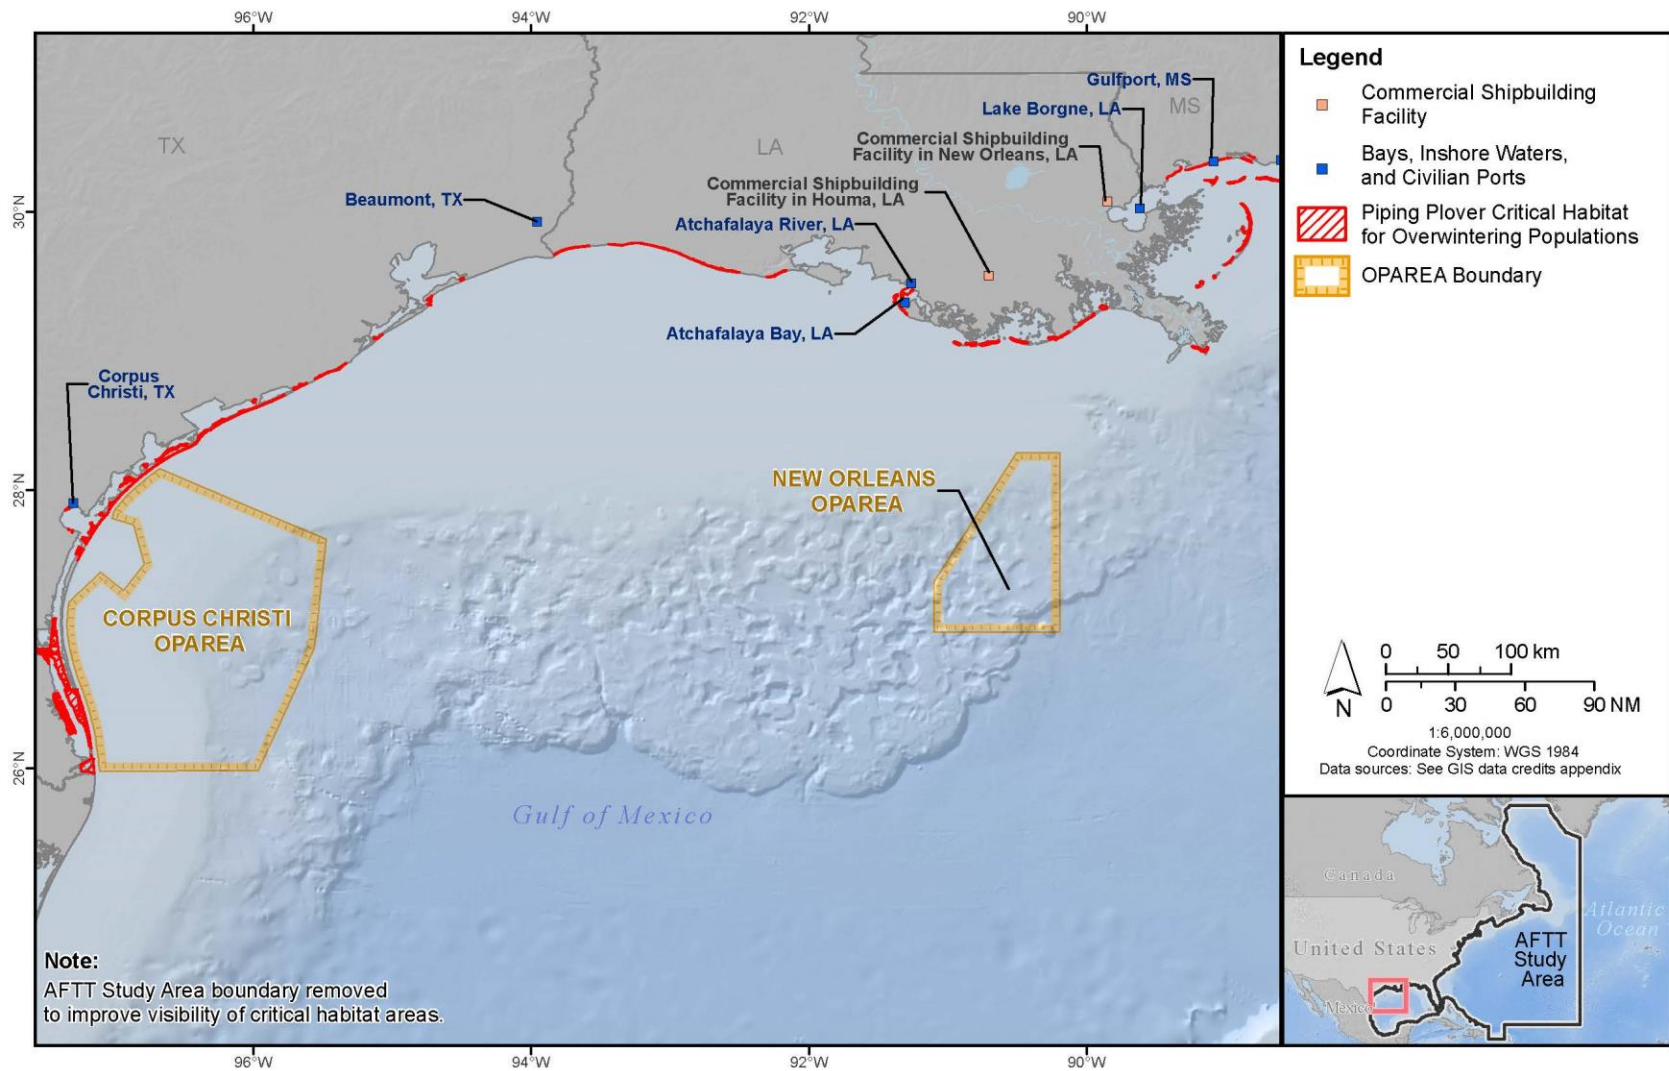 96°W
94°W
92°W
90°W
30°N
28°N
26°N
TX
LA
MS
Gulfport, MS
Lake Borgne, LA
Commercial Shipbuilding
Facility in New Orleans, LA
Commercial Shipbuilding
Facility in Houma, LA
Beaumont, TX
Atchafalaya River, LA
Atchafalaya Bay, LA
Corpus
Christi, TX
NEW ORLEANS
OPAREA
CORPUS CHRISTI
OPAREA
Gulf of Mexico
Note:
AFTT Study Area boundary removed
to improve visibility of critical habitat areas.
96°W
94°W
92°W
90°W
Legend
Commercial Shipbuilding
Facility
Bays, Inshore Waters,
and Civilian Ports
Piping Plover Critical Habitat
for Overwintering Populations
OPAREA Boundary
N
0 50 100 km
0 30 60 90 NM
1:6,000,000
Coordinate System: WGS 1984
Data sources: See GIS data credits appendix
Canada
United States
Mexico
Atlantic
Ocean
AFTT
Study
Area